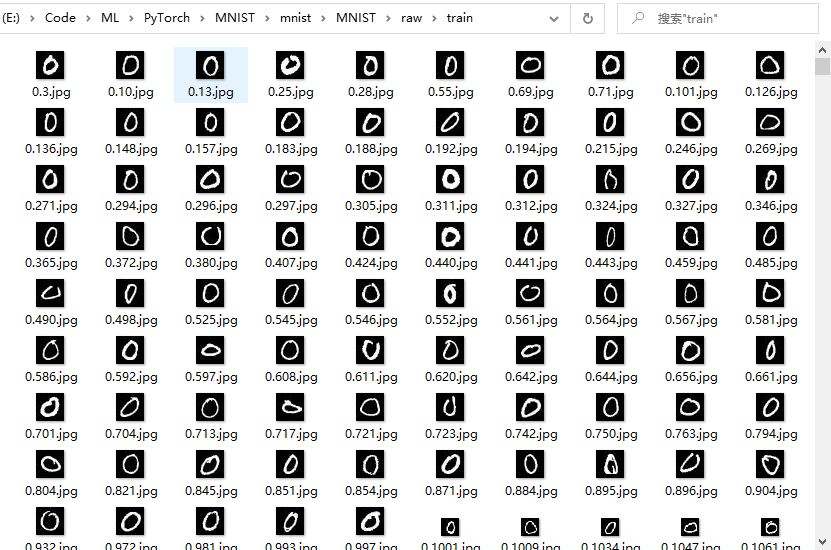 (E:) > Code > ML > PyTorch > MNIST > mnist > MNIST > raw > train 搜索"train"
0.3.jpg 0.10.jpg 0.13.jpg 0.25.jpg 0.28.jpg 0.55.jpg 0.69.jpg 0.71.jpg 0.101.jpg 0.126.jpg
0.136.jpg 0.148.jpg 0.157.jpg 0.183.jpg 0.188.jpg 0.192.jpg 0.194.jpg 0.215.jpg 0.246.jpg 0.269.jpg
0.271.jpg 0.294.jpg 0.296.jpg 0.297.jpg 0.305.jpg 0.311.jpg 0.312.jpg 0.324.jpg 0.327.jpg 0.346.jpg
0.365.jpg 0.372.jpg 0.380.jpg 0.407.jpg 0.424.jpg 0.440.jpg 0.441.jpg 0.443.jpg 0.459.jpg 0.485.jpg
0.490.jpg 0.498.jpg 0.525.jpg 0.545.jpg 0.546.jpg 0.552.jpg 0.561.jpg 0.564.jpg 0.567.jpg 0.581.jpg
0.586.jpg 0.592.jpg 0.597.jpg 0.608.jpg 0.611.jpg 0.620.jpg 0.642.jpg 0.644.jpg 0.656.jpg 0.661.jpg
0.701.jpg 0.704.jpg 0.713.jpg 0.717.jpg 0.721.jpg 0.723.jpg 0.742.jpg 0.750.jpg 0.763.jpg 0.794.jpg
0.804.jpg 0.821.jpg 0.845.jpg 0.851.jpg 0.854.jpg 0.871.jpg 0.884.jpg 0.895.jpg 0.896.jpg 0.904.jpg
0.932.jpg 0.972.jpg 0.981.jpg 0.993.jpg 0.997.jpg 0.1001.jpg 0.1009.jpg 0.1034.jpg 0.1047.jpg 0.1061.jpg